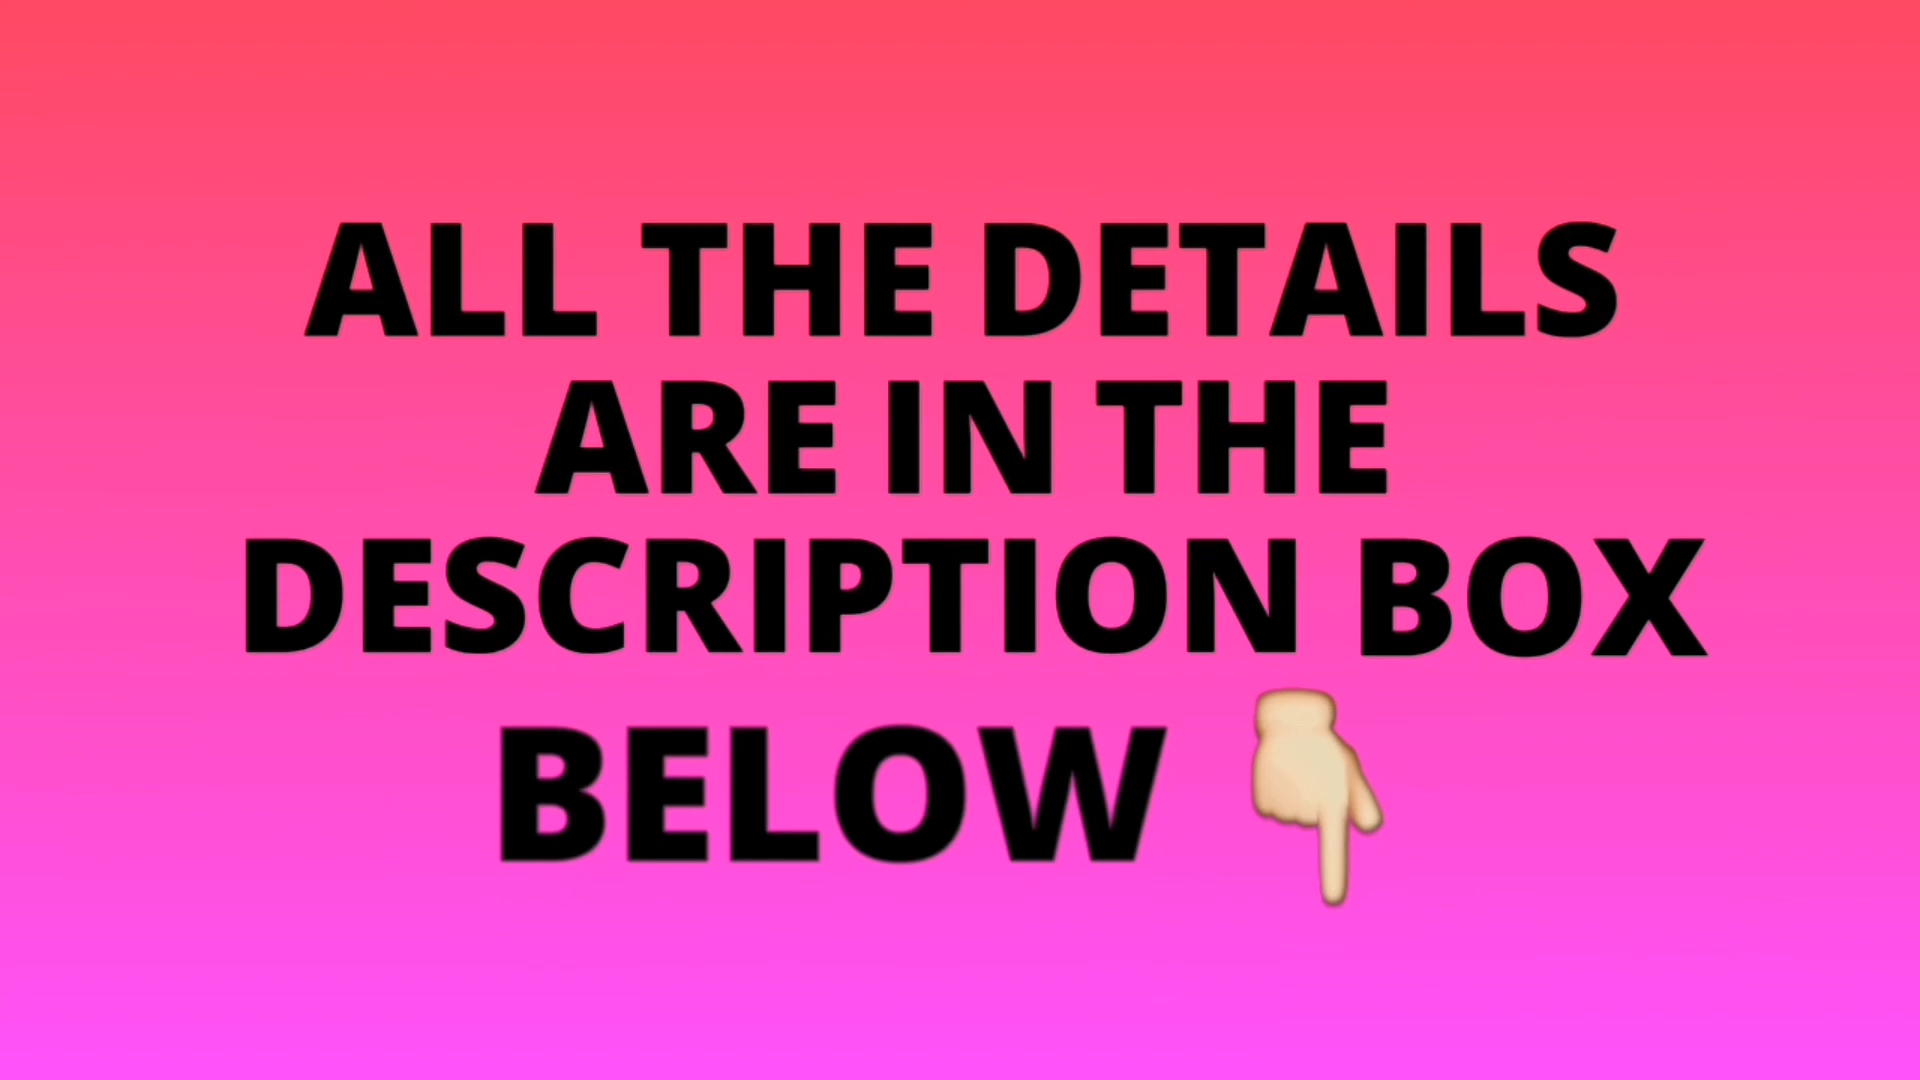 ALL THE DETAILS
ARE IN THE
DESCRIPTION BOX
BELOW 👇🏼